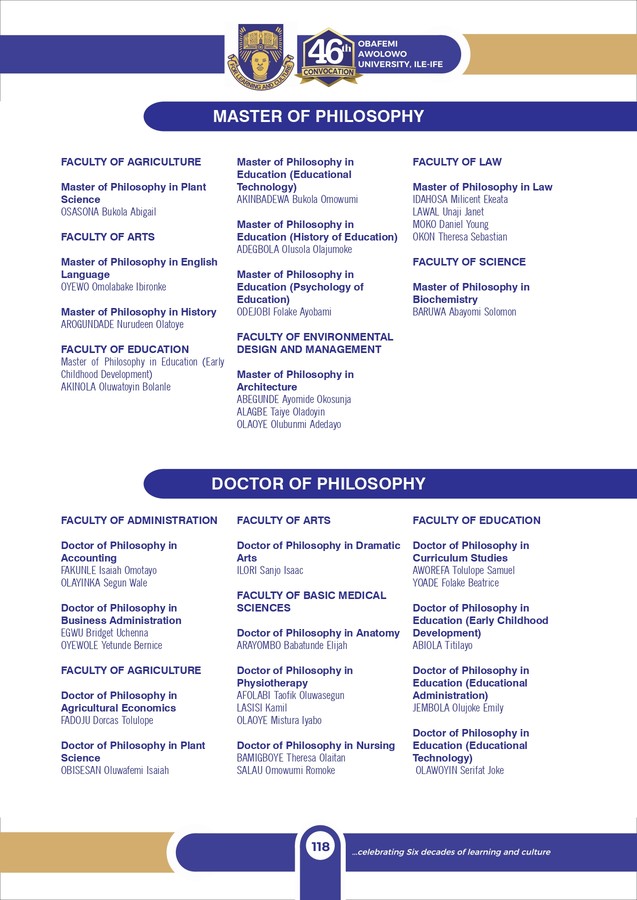 FOR LEARNING AND CULTURE
46th
CONVOCATION
OBAFEMI
AWOLOWO
UNIVERSITY, ILE-IFE
MASTER OF PHILOSOPHY
FACULTY OF AGRICULTURE
Master of Philosophy in Plant
Science
OSASONA Bukola Abigail
FACULTY OF ARTS
Master of Philosophy in English
Language
OYEWO Omolabake Ibironke
Master of Philosophy in History
AROGUNDADE Nurudeen Olatoye
FACULTY OF EDUCATION
Master of Philosophy in Education (Early
Childhood Development)
AKINOLA Oluwatoyin Bolanle
Master of Philosophy in
Education (Educational
Technology)
AKINBADEWA Bukola Omowumi
Master of Philosophy in
Education (History of Education)
ADEGBOLA Olusola Olajumoke
Master of Philosophy in
Education (Psychology of
Education)
ODEJOBI Folake Ayobami
FACULTY OF ENVIRONMENTAL
DESIGN AND MANAGEMENT
Master of Philosophy in
Architecture
ABEGUNDE Ayomide Okosunja
ALAGBE Taiye Oladoyin
OLAOYE Olubunmi Adedayo
FACULTY OF LAW
Master of Philosophy in Law
IDAHOSA Milicent Ekeata
LAWAL Unaji Janet
MOKO Daniel Young
OKON Theresa Sebastian
FACULTY OF SCIENCE
Master of Philosophy in
Biochemistry
BARUWA Abayomi Solomon
DOCTOR OF PHILOSOPHY
FACULTY OF ADMINISTRATION
Doctor of Philosophy in
Accounting
FAKUNLE Isaiah Omotayo
OLAYINKA Segun Wale
Doctor of Philosophy in
Business Administration
EGWU Bridget Uchenna
OYEWOLE Yetunde Bernice
FACULTY OF AGRICULTURE
Doctor of Philosophy in
Agricultural Economics
FADOJU Dorcas Tolulope
Doctor of Philosophy in Plant
Science
OBISESAN Oluwafemi Isaiah
FACULTY OF ARTS
Doctor of Philosophy in Dramatic
Arts
ILORI Sanjo Isaac
FACULTY OF BASIC MEDICAL
SCIENCES
Doctor of Philosophy in Anatomy
ARAYOMBO Babatunde Elijah
Doctor of Philosophy in
Physiotherapy
AFOLABI Taofik Oluwasegun
LASISI Kamil
OLAOYE Mistura Iyabo
Doctor of Philosophy in Nursing
BAMIGBOYE Theresa Olaitan
SALAU Omowumi Romoke
FACULTY OF EDUCATION
Doctor of Philosophy in
Curriculum Studies
AWOREFA Tolulope Samuel
YOADE Folake Beatrice
Doctor of Philosophy in
Education (Early Childhood
Development)
ABIOLA Titilayo
Doctor of Philosophy in
Education (Educational
Administration)
JEMBOLA Olujoke Emily
Doctor of Philosophy in
Education (Educational
Technology)
OLAWOYIN Serifat Joke
118
...celebrating Six decades of learning and culture